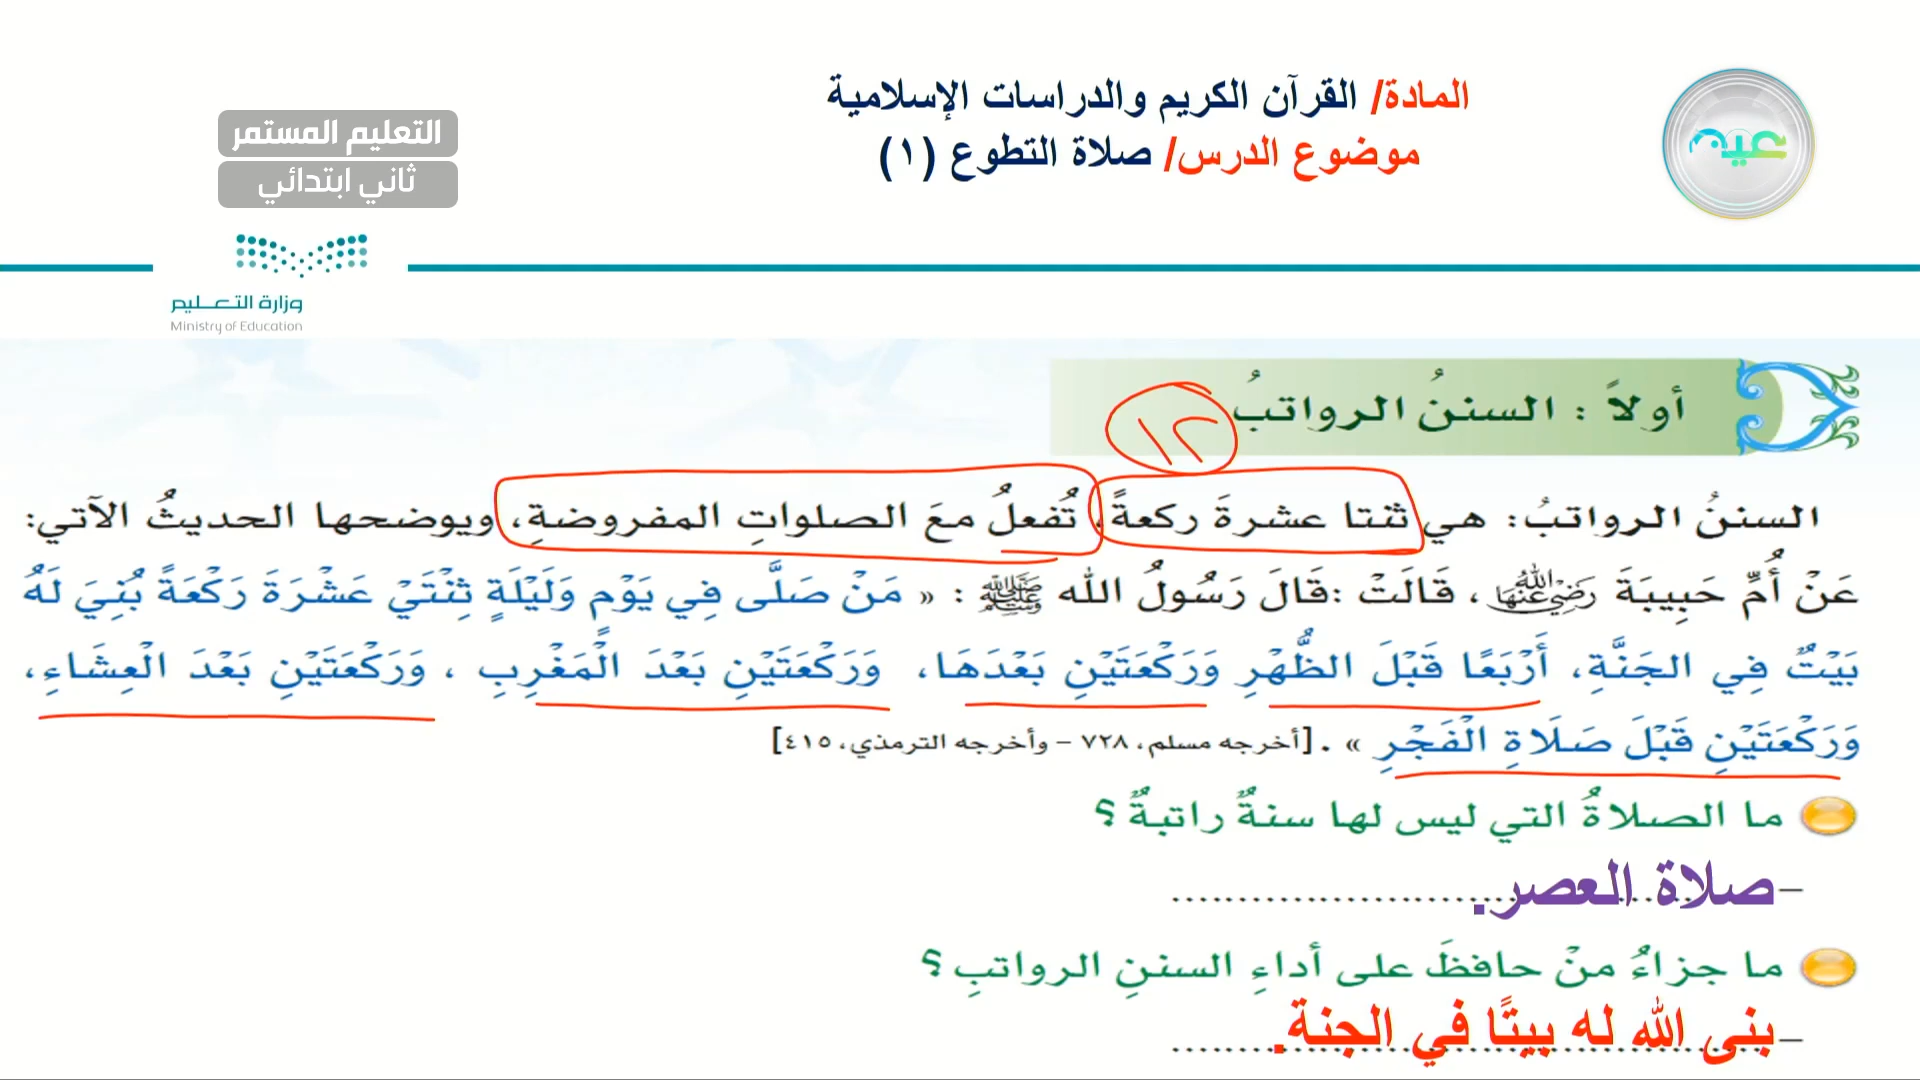 المادة/ القرآن الكريم والدراسات الإسلامية
موضوع الدرس/ صلاة التطوع (١)
عين
التعليم المستمر
ثاني ابتدائي
وزارة التعـــليم
Ministry of Education
أولاً : السننُ الرواتبُ
١٢
السننُ الرواتبُ: هي ثنتا عشرةَ ركعةً، تُفعلُ معَ الصلواتِ المفروضةِ، ويوضحها الحديثُ الآتي:
عَنْ أُمِّ حَبِيبَةَ رَضِيَ اللهُ عَنْهَا، قَالَتْ :قَالَ رَسُولُ الله ﷺ : « مَنْ صَلَّى فِي يَوْمٍ وَلَيْلَةٍ ثِنْتَيْ عَشْرَةَ رَكْعَةً بُنِيَ لَهُ
بَيْتٌ فِي الجَنَّةِ، أَرْبَعًا قَبْلَ الظُّهْرِ وَرَكْعَتَيْنِ بَعْدَهَا، وَرَكْعَتَيْنِ بَعْدَ الْمَغْرِبِ ، وَرَكْعَتَيْنِ بَعْدَ الْعِشَاءِ،
وَرَكْعَتَيْنِ قَبْلَ صَلَاةِ الْفَجْرِ » . [أخرجه مسلم، ٧٢٨ – وأخرجه الترمذي، ٤١٥]
ما الصلاةُ التي ليس لها سنةٌ راتبةٌ ؟
–صلاة العصر.
ما جزاءُ منْ حافظَ على أداءِ السننِ الرواتبِ ؟
–بنى الله له بيتًا في الجنة.